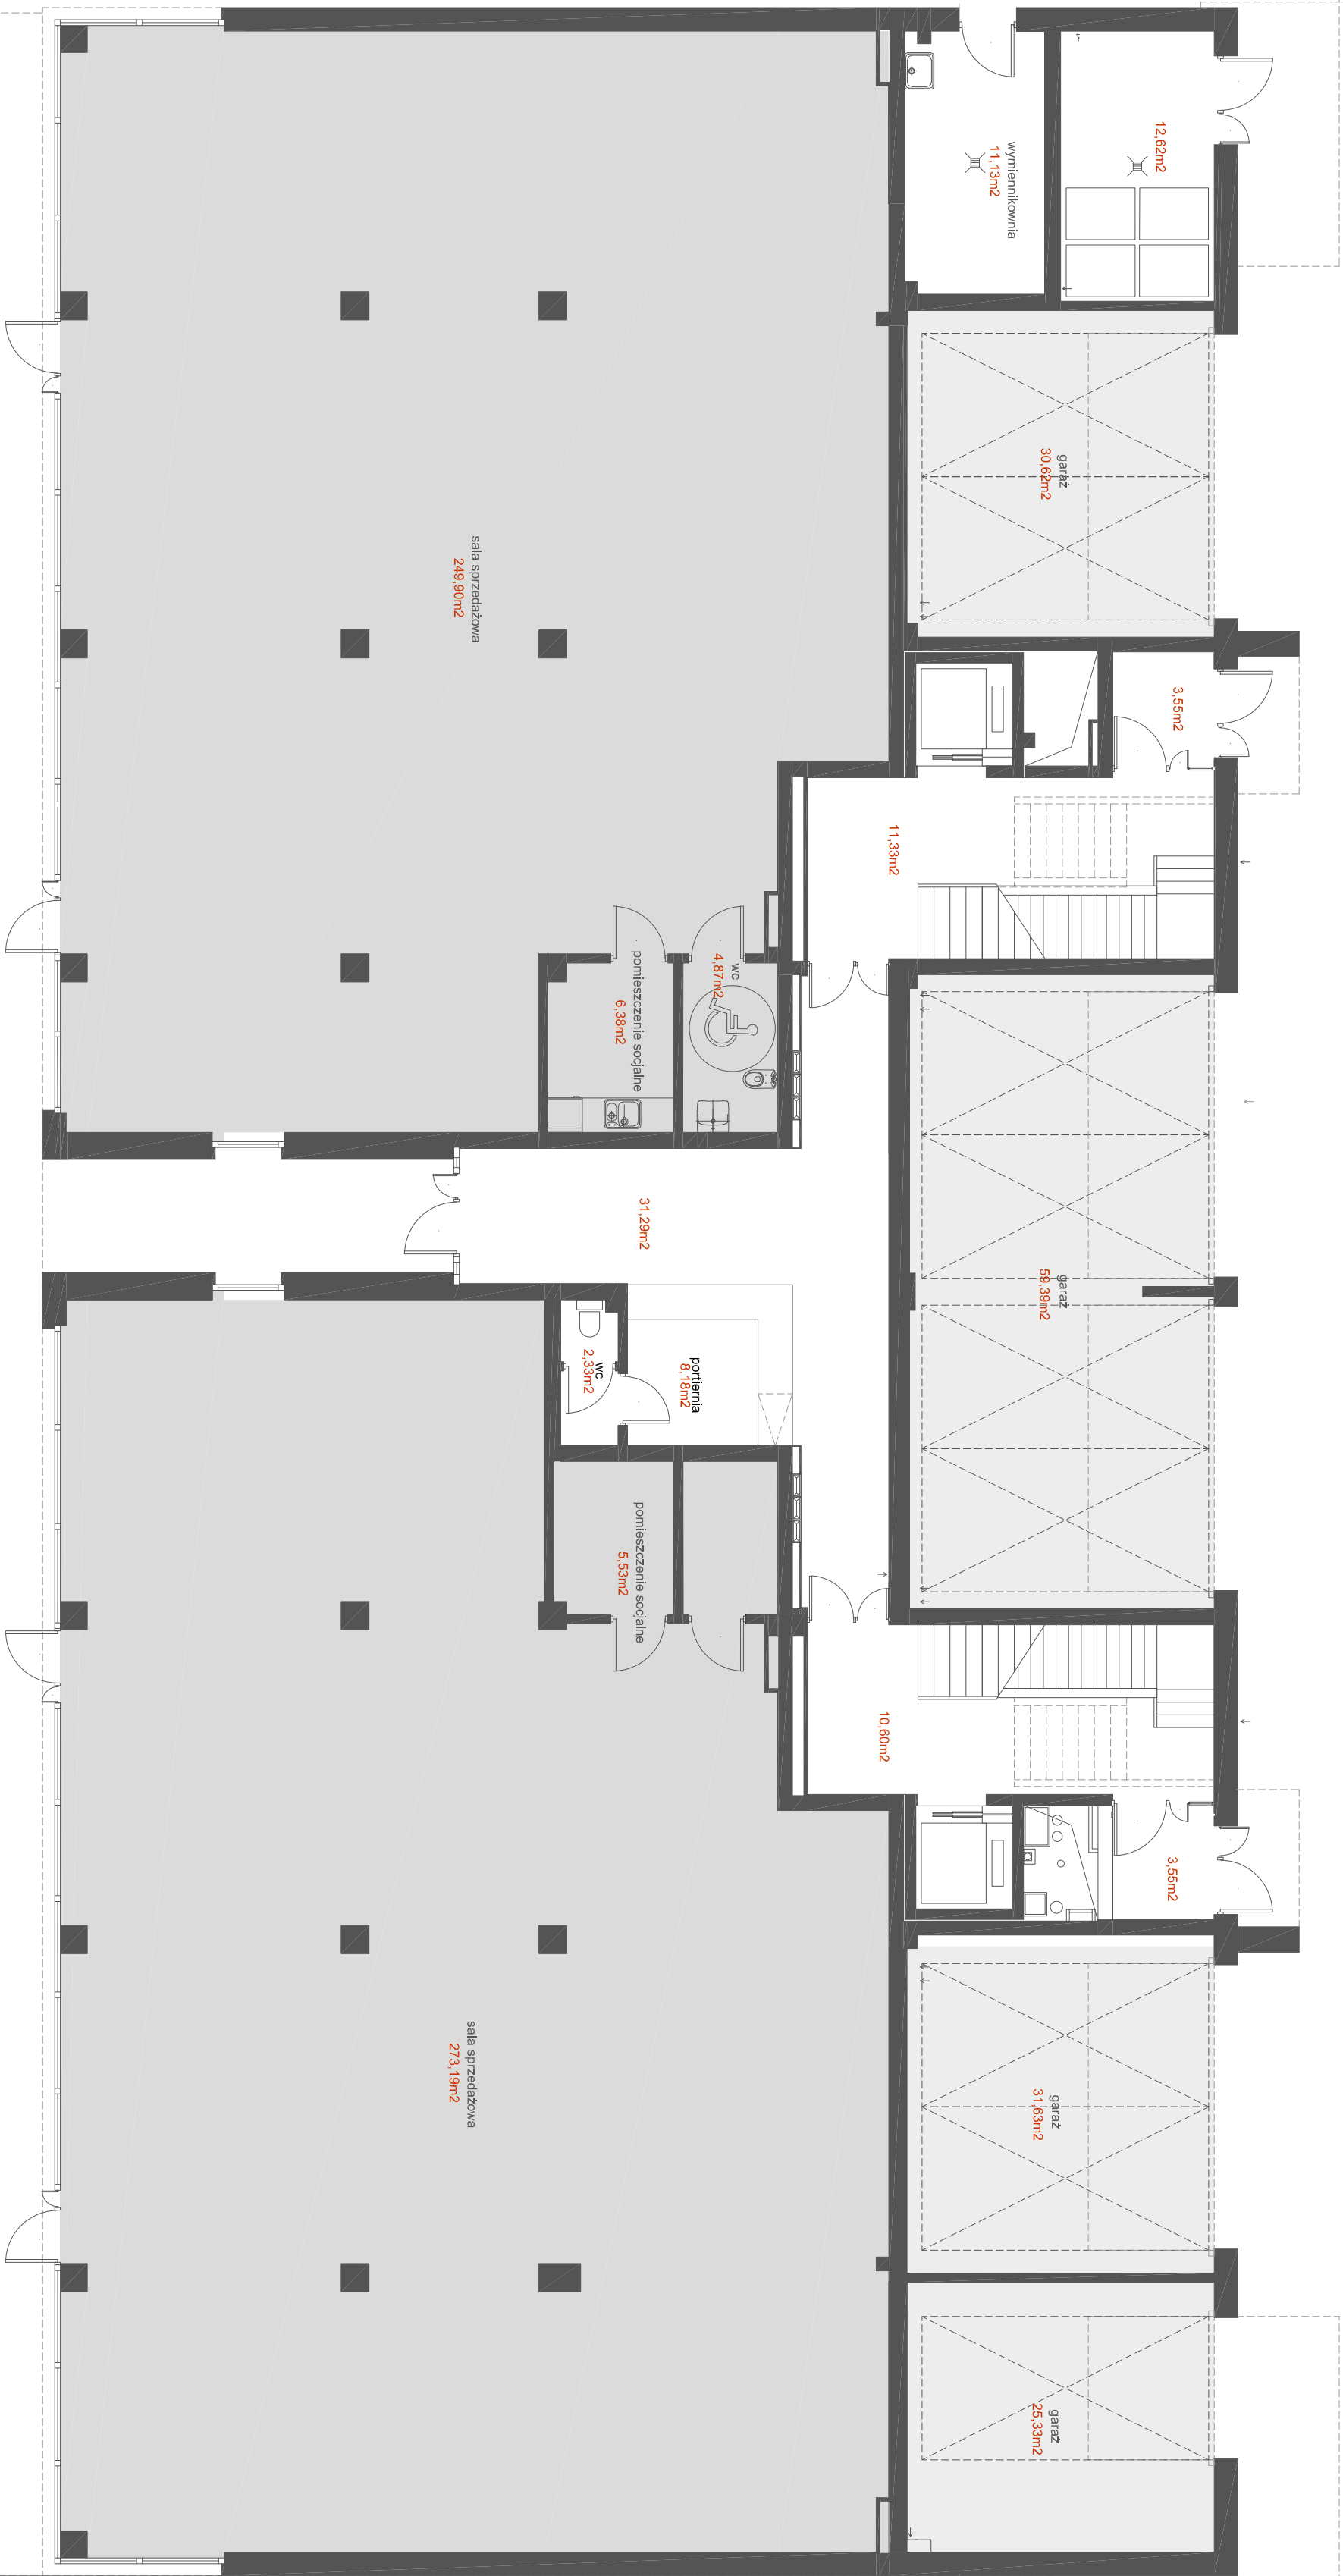 12,62m2
wymiennikownia
11,13m2
garaż
30,62m2
sala sprzedażowa
249,90m2
3,55m2
11,33m2
wc
4,87m2
pomieszczenie socjalne
6,38m2
31,29m2
garaż
59,39m2
wc
2,33m2
portiernia
8,18m2
pomieszczenie socjalne
5,53m2
10,60m2
3,55m2
sala sprzedażowa
273,19m2
garaż
31,63m2
garaż
25,33m2